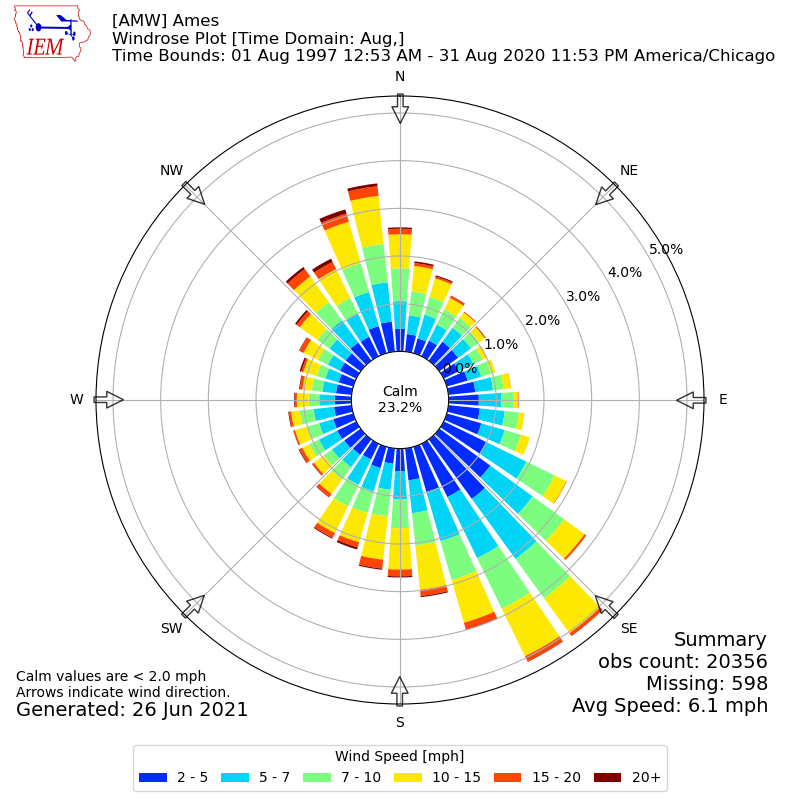 IEM
[AMW] Ames
Windrose Plot [Time Domain: Aug,]
Time Bounds: 01 Aug 1997 12:53 AM - 31 Aug 2020 11:53 PM America/Chicago
N
NW
NE
5.0%
4.0%
3.0%
2.0%
1.0%
0.0%
W
Calm
23.2%
E
SW
SE
S
Summary
obs count: 20356
Missing: 598
Avg Speed: 6.1 mph
Calm values are < 2.0 mph
Arrows indicate wind direction.
Generated: 26 Jun 2021
Wind Speed [mph]
2 - 5 5 - 7 7 - 10 10 - 15 15 - 20 20+